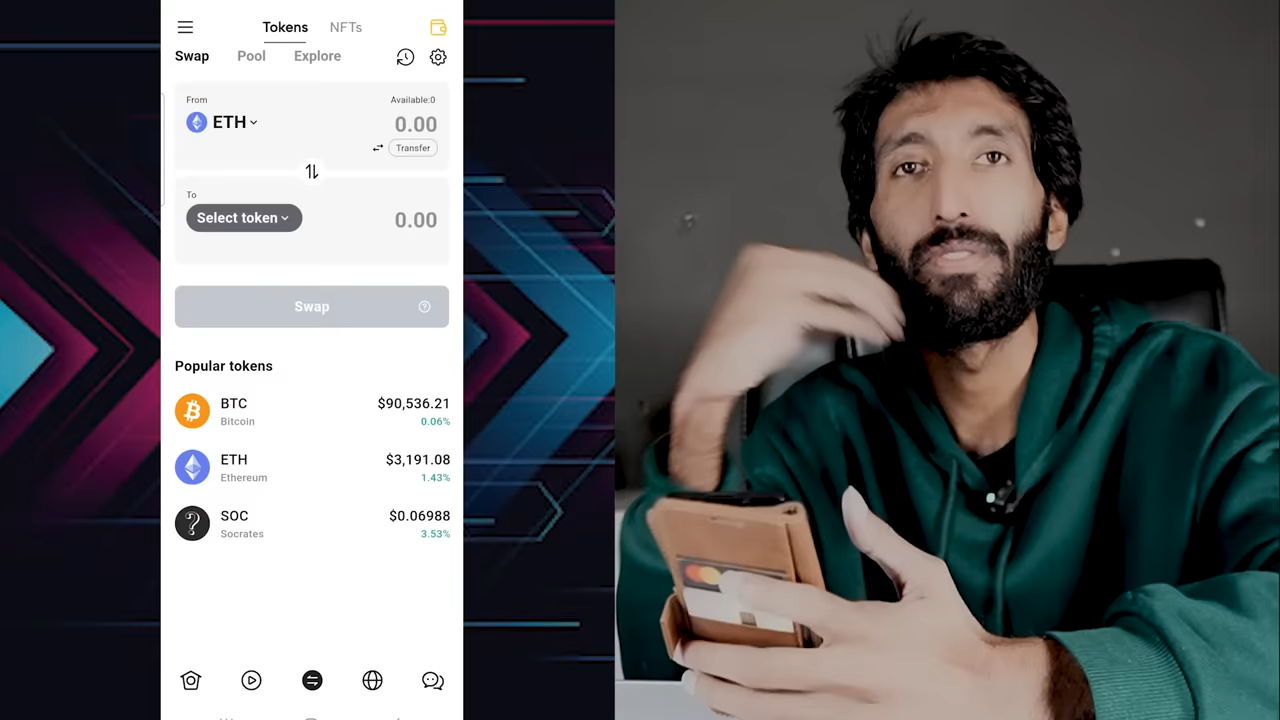 Tokens NFTs
Swap Pool Explore
From Available:0
ETH 0.00
Transfer
To
Select token 0.00
Swap
Popular tokens
BTC $90,536.21
Bitcoin 0.06%
ETH $3,191.08
Ethereum 1.43%
SOC $0.06988
Socrates 3.53%